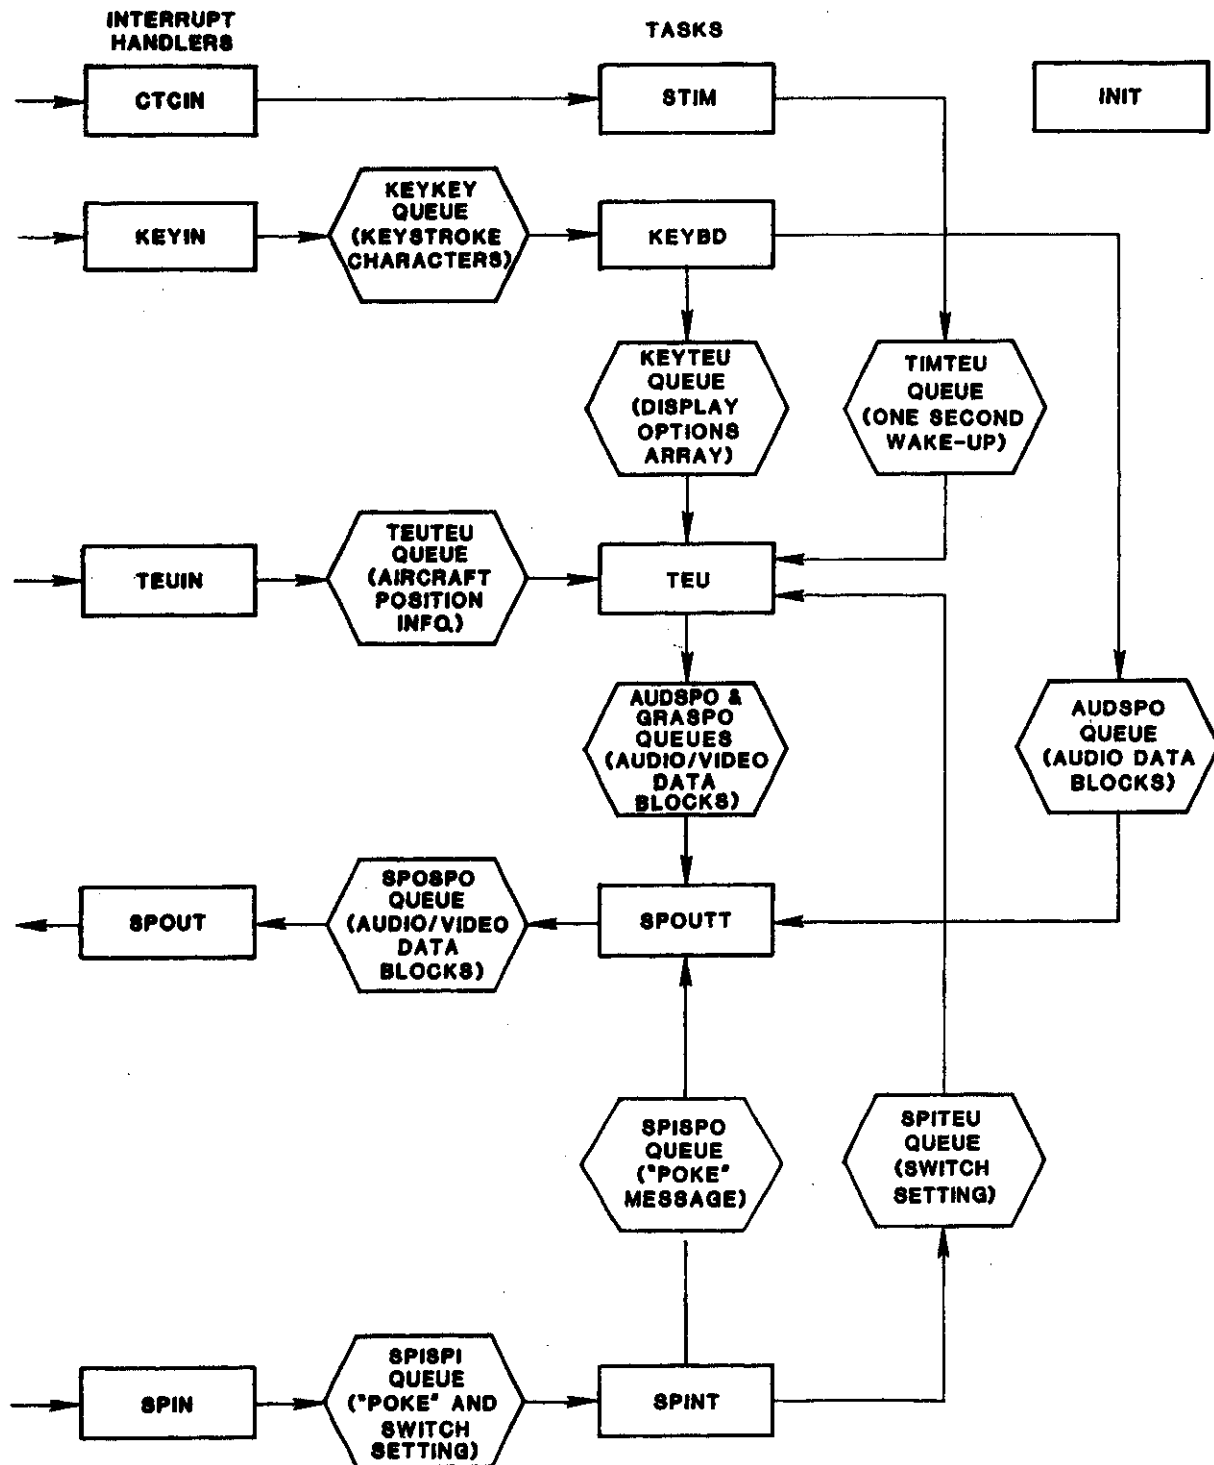 INTERRUPT
HANDLERS
TASKS
CTCIN
STIM
INIT
KEYIN
KEYKEY
QUEUE
(KEYSTROKE
CHARACTERS)
KEYBD
KEYTEU
QUEUE
(DISPLAY
OPTIONS
ARRAY)
TIMTEU
QUEUE
(ONE SECOND
WAKE-UP)
TEUIN
TEUTEU
QUEUE
(AIRCRAFT
POSITION
INFO.)
TEU
AUDSPO &
GRASPO
QUEUES
(AUDIO/VIDEO
DATA
BLOCKS)
AUDSPO
QUEUE
(AUDIO DATA
BLOCKS)
SPOUT
SPOSPO
QUEUE
(AUDIO/VIDEO
DATA
BLOCKS)
SPOUTT
SPISPO
QUEUE
("POKE"
MESSAGE)
SPITEU
QUEUE
(SWITCH
SETTING)
SPIN
SPISPI
QUEUE
("POKE" AND
SWITCH
SETTING)
SPINT